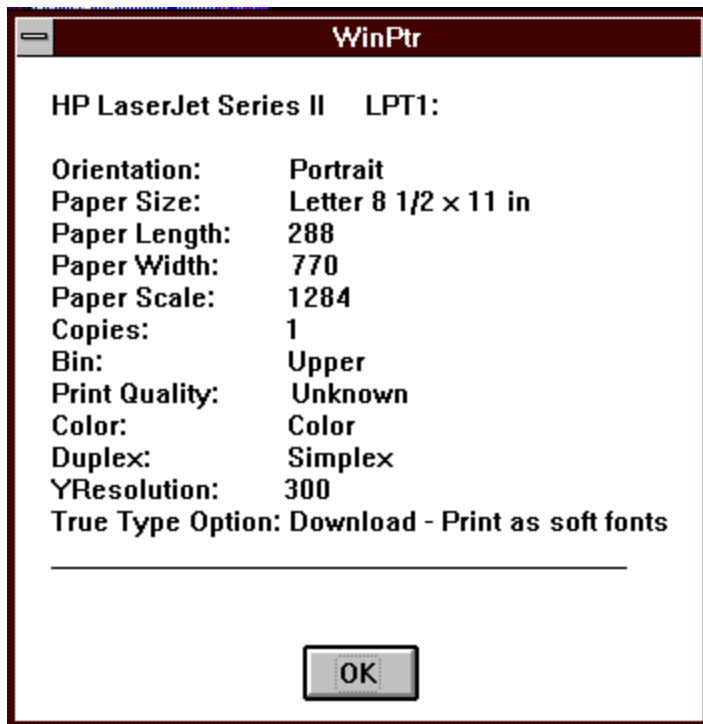 WinPtr
HP LaserJet Series II LPT1:
Orientation: Portrait
Paper Size: Letter 8 1/2 × 11 in
Paper Length: 288
Paper Width: 770
Paper Scale: 1284
Copies: 1
Bin: Upper
Print Quality: Unknown
Color: Color
Duplex: Simplex
YResolution: 300
True Type Option: Download - Print as soft fonts
OK